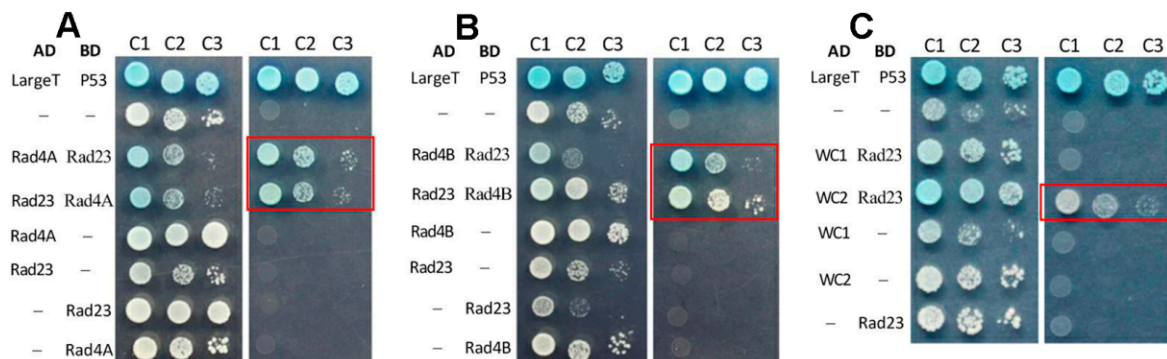 A
AD BD C1 C2 C3 C1 C2 C3
LargeT P53
– –
Rad4A Rad23
Rad23 Rad4A
Rad4A –
Rad23 –
– Rad23
– Rad4A
B
AD BD C1 C2 C3 C1 C2 C3
LargeT P53
– –
Rad4B Rad23
Rad23 Rad4B
Rad4B –
Rad23 –
– Rad23
– Rad4B
C
AD BD C1 C2 C3 C1 C2 C3
LargeT P53
– –
WC1 Rad23
WC2 Rad23
WC1 –
WC2 –
– Rad23